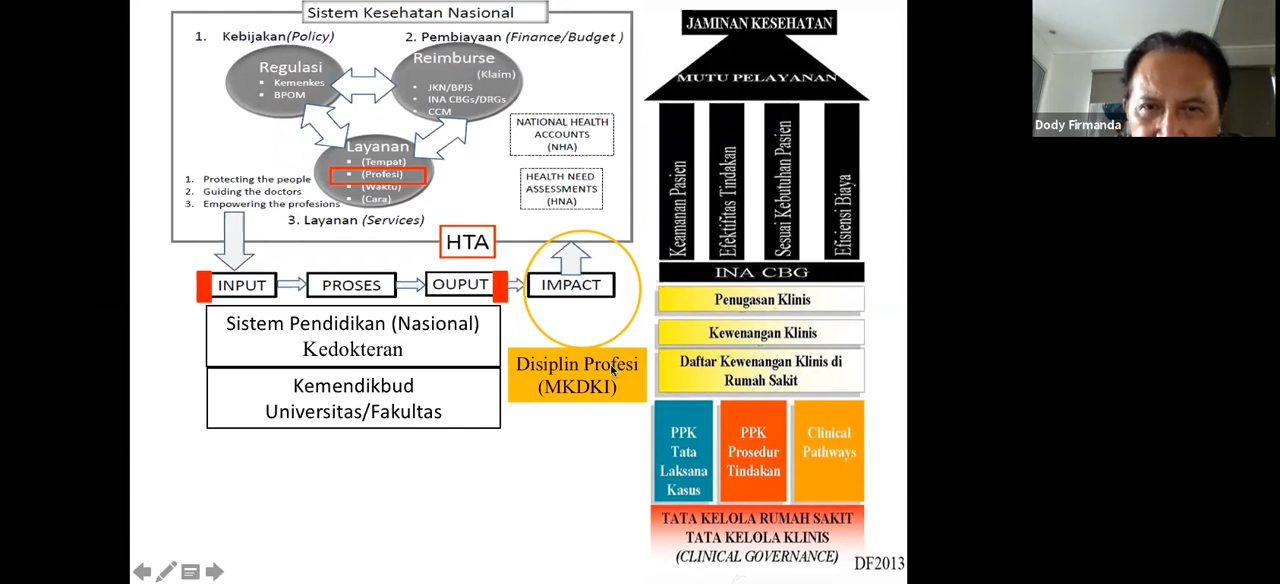 Sistem Kesehatan Nasional
1. Kebijakan(Policy)
2. Pembiayaan (Finance/Budget )
Regulasi
▪ Kemenkes
▪ BPOM
Reimburse
(Klaim)
• JKN/BPJS
• INA CBGs/DRGs
• CCM
NATIONAL HEALTH
ACCOUNTS
(NHA)
Layanan
▪ (Tempat)
▪ (Profesi)
▪ (Waktu)
▪ (Cara)
HEALTH NEED
ASSESSMENTS
(HNA)
1. Protecting the people
2. Guiding the doctors
3. Empowering the profesions
3. Layanan (Services)
HTA
INPUT
PROSES
OUPUT
IMPACT
Sistem Pendidikan (Nasional)
Kedokteran
Kemendikbud
Universitas/Fakultas
Disiplin Profesi
(MKDKI)
JAMINAN KESEHATAN
MUTU PELAYANAN
Keamanan Pasien
Efektifitas Tindakan
Sesuai Kebutuhan Pasien
Efisiensi Biaya
INA CBG
Penugasan Klinis
Kewenangan Klinis
Daftar Kewenangan Klinis di
Rumah Sakit
PPK
Tata
Laksana
Kasus
PPK
Prosedur
Tindakan
Clinical
Pathways
TATA KELOLA RUMAH SAKIT
TATA KELOLA KLINIS
(CLINICAL GOVERNANCE)
DF2013
Dody Firmanda